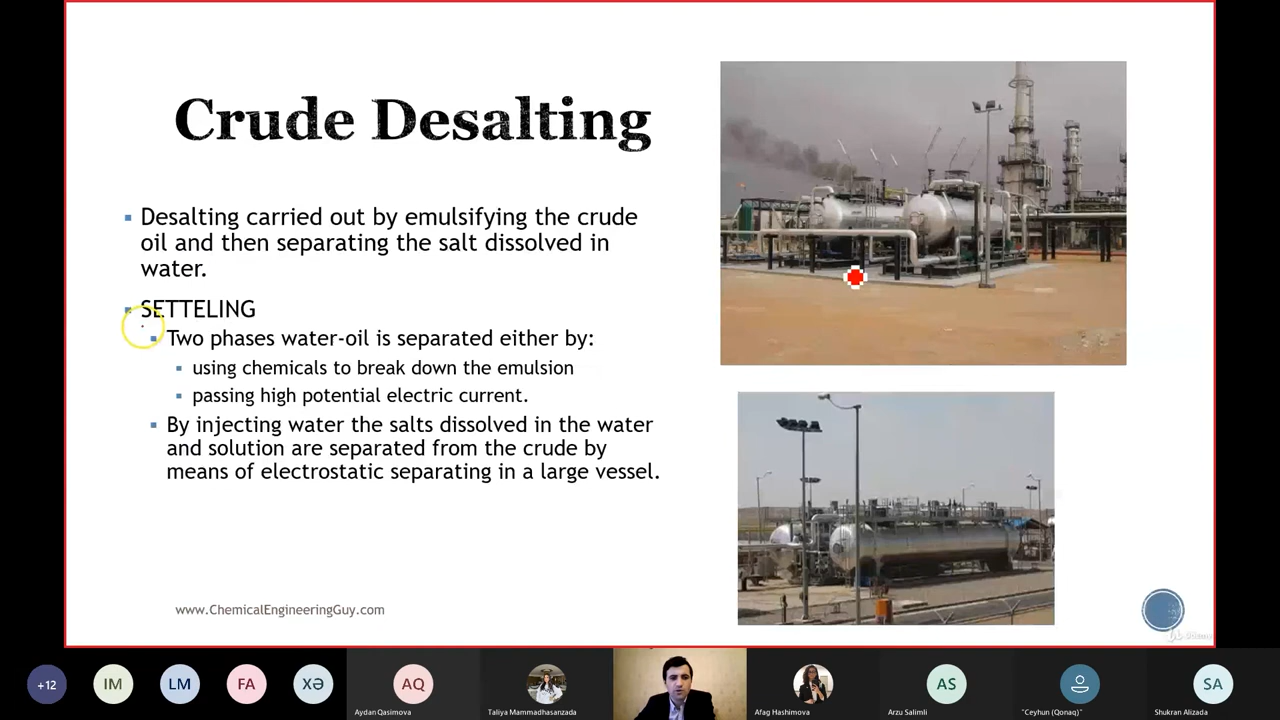 Crude Desalting
Desalting carried out by emulsifying the crude
oil and then separating the salt dissolved in
water.
SETTELING
Two phases water-oil is separated either by:
using chemicals to break down the emulsion
passing high potential electric current.
By injecting water the salts dissolved in the water
and solution are separated from the crude by
means of electrostatic separating in a large vessel.
www.ChemicalEngineeringGuy.com
+12
IM
LM
FA
XƏ
AQ
AS
SA
Aydan Qasimova
Taliya Mammadhasanzada
Afag Hashimova
Arzu Salimli
"Ceyhun (Qonaq)"
Shukran Alizada